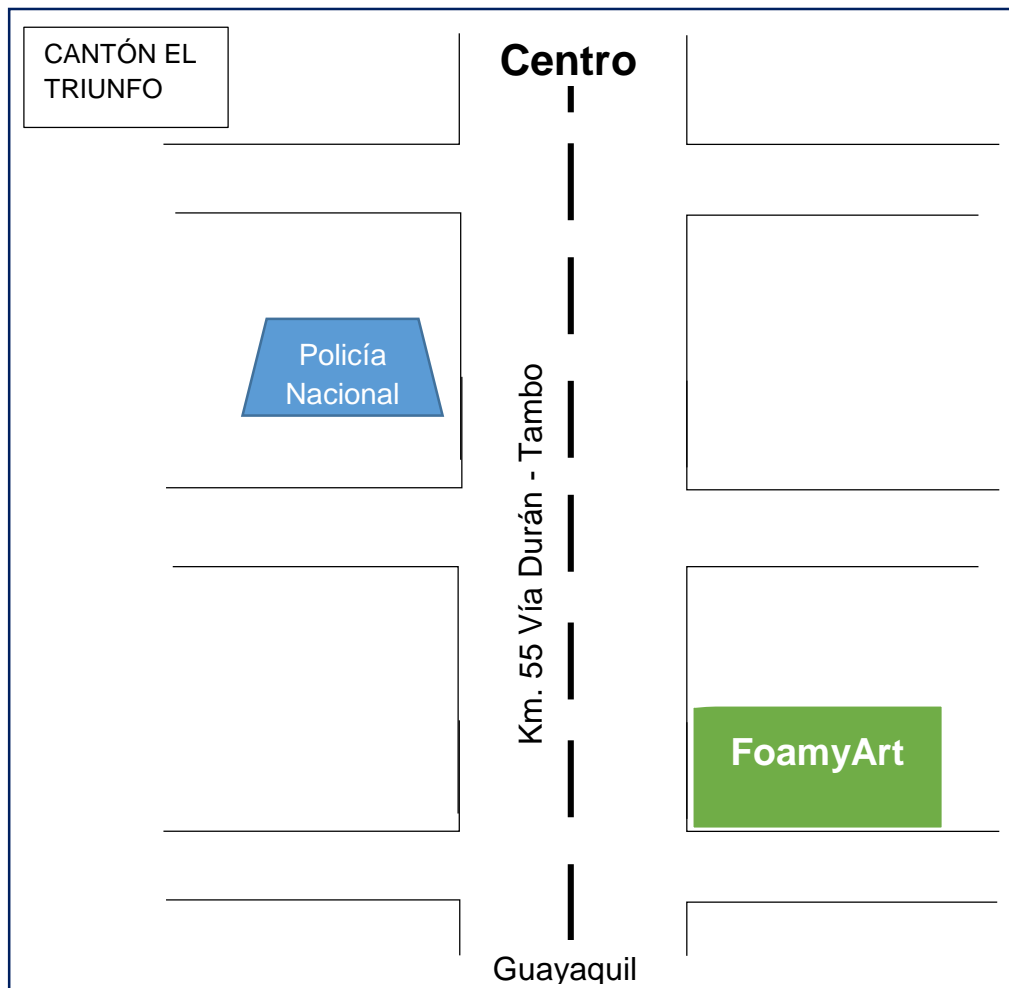 CANTÓN EL
TRIUNFO
Centro
Policía
Nacional
Km. 55 Vía Durán - Tambo
FoamyArt
Guayaquil